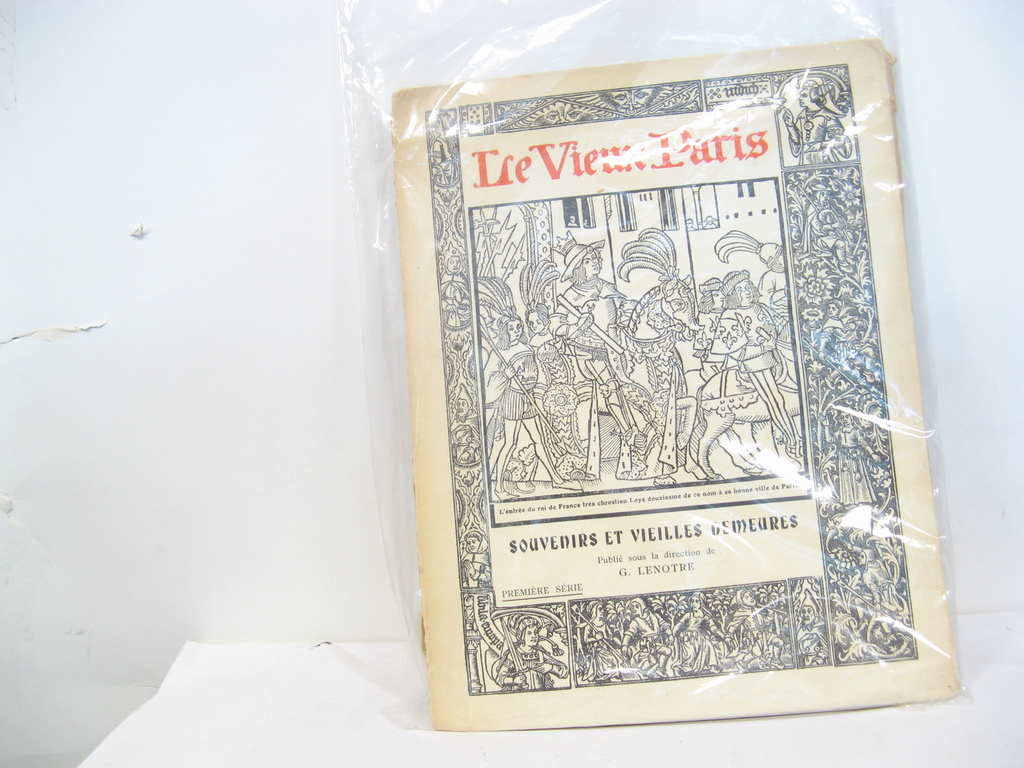 Le Vieux Paris
L'entrée du roi de France très chrestien Loys douziesme de ce nom à sa bonne ville de Paris
SOUVENIRS ET VIEILLES DEMEURES
Publié sous la direction de
G. LENOTRE
PREMIÈRE SÉRIE